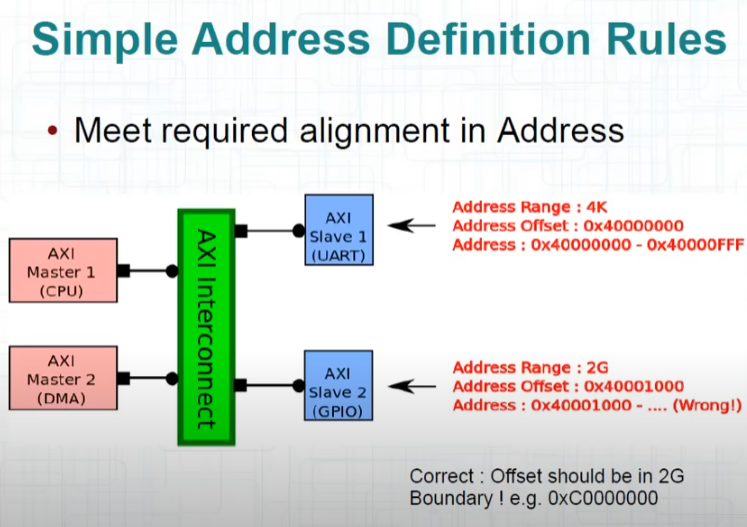 Simple Address Definition Rules
• Meet required alignment in Address
AXI
Master 1
(CPU)
AXI
Master 2
(DMA)
AXI Interconnect
AXI
Slave 1
(UART)
AXI
Slave 2
(GPIO)
Address Range : 4K
Address Offset : 0x40000000
Address : 0x40000000 - 0x40000FFF
Address Range : 2G
Address Offset : 0x40001000
Address : 0x40001000 - .... (Wrong!)
Correct : Offset should be in 2G
Boundary ! e.g. 0xC0000000